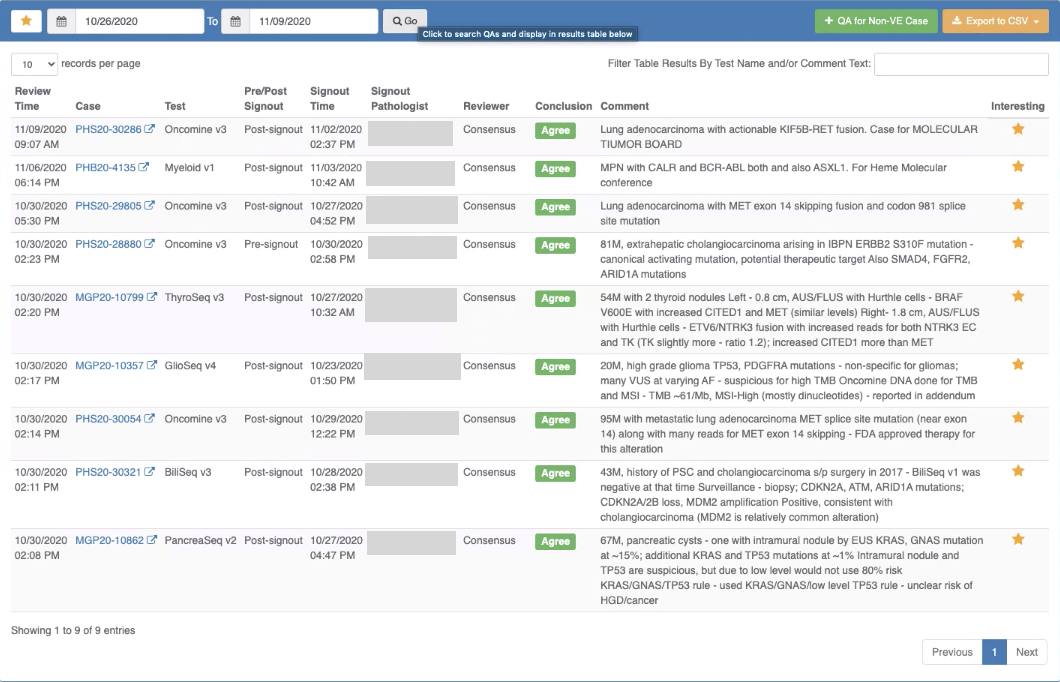 10/26/2020 To 11/09/2020 Go + QA for Non-VE Case Export to CSV
Click to search QAs and display in results table below
10 records per page Filter Table Results By Test Name and/or Comment Text:
Review Time Case Test Pre/Post Signout Signout Time Signout Pathologist Reviewer Conclusion Comment Interesting
11/09/2020 PHS20-30286 Oncomine v3 Post-signout 11/02/2020 Consensus Agree Lung adenocarcinoma with actionable KIF5B-RET fusion. Case for MOLECULAR
09:07 AM 02:37 PM TIUMOR BOARD
11/06/2020 PHB20-4135 Myeloid v1 Post-signout 11/03/2020 Consensus Agree MPN with CALR and BCR-ABL both and also ASXL1. For Heme Molecular
06:14 PM 10:42 AM conference
10/30/2020 PHS20-29805 Oncomine v3 Post-signout 10/27/2020 Consensus Agree Lung adenocarcinoma with MET exon 14 skipping fusion and codon 981 splice
05:30 PM 04:52 PM site mutation
10/30/2020 PHS20-28880 Oncomine v3 Pre-signout 10/30/2020 Consensus Agree 81M, extrahepatic cholangiocarcinoma arising in IBPN ERBB2 S310F mutation -
02:23 PM 02:58 PM canonical activating mutation, potential therapeutic target Also SMAD4, FGFR2,
ARID1A mutations
10/30/2020 MGP20-10799 ThyroSeq v3 Post-signout 10/27/2020 Consensus Agree 54M with 2 thyroid nodules Left - 0.8 cm, AUS/FLUS with Hurthle cells - BRAF
02:20 PM 10:32 AM V600E with increased CITED1 and MET (similar levels) Right- 1.8 cm, AUS/FLUS
with Hurthle cells - ETV6/NTRK3 fusion with increased reads for both NTRK3 EC
and TK (TK slightly more - ratio 1.2); increased CITED1 more than MET
10/30/2020 MGP20-10357 GlioSeq v4 Post-signout 10/23/2020 Consensus Agree 20M, high grade glioma TP53, PDGFRA mutations - non-specific for gliomas;
02:17 PM 01:50 PM many VUS at varying AF - suspicious for high TMB Oncomine DNA done for TMB
and MSI - TMB ~61/Mb, MSI-High (mostly dinucleotides) - reported in addendum
10/30/2020 PHS20-30054 Oncomine v3 Post-signout 10/29/2020 Consensus Agree 95M with metastatic lung adenocarcinoma MET splice site mutation (near exon
02:14 PM 12:22 PM 14) along with many reads for MET exon 14 skipping - FDA approved therapy for
this alteration
10/30/2020 PHS20-30321 BiliSeq v3 Post-signout 10/28/2020 Consensus Agree 43M, history of PSC and cholangiocarcinoma s/p surgery in 2017 - BiliSeq v1 was
02:11 PM 02:38 PM negative at that time Surveillance - biopsy; CDKN2A, ATM, ARID1A mutations;
CDKN2A/2B loss, MDM2 amplification Positive, consistent with
cholangiocarcinoma (MDM2 is relatively common alteration)
10/30/2020 MGP20-10862 PancreaSeq v2 Post-signout 10/27/2020 Consensus Agree 67M, pancreatic cysts - one with intramural nodule by EUS KRAS, GNAS mutation
02:08 PM 04:47 PM at ~15%; additional KRAS and TP53 mutations at ~1% Intramural nodule and
TP53 are suspicious, but due to low level would not use 80% risk
KRAS/GNAS/TP53 rule - used KRAS/GNAS/low level TP53 rule - unclear risk of
HGD/cancer
Showing 1 to 9 of 9 entries
Previous 1 Next